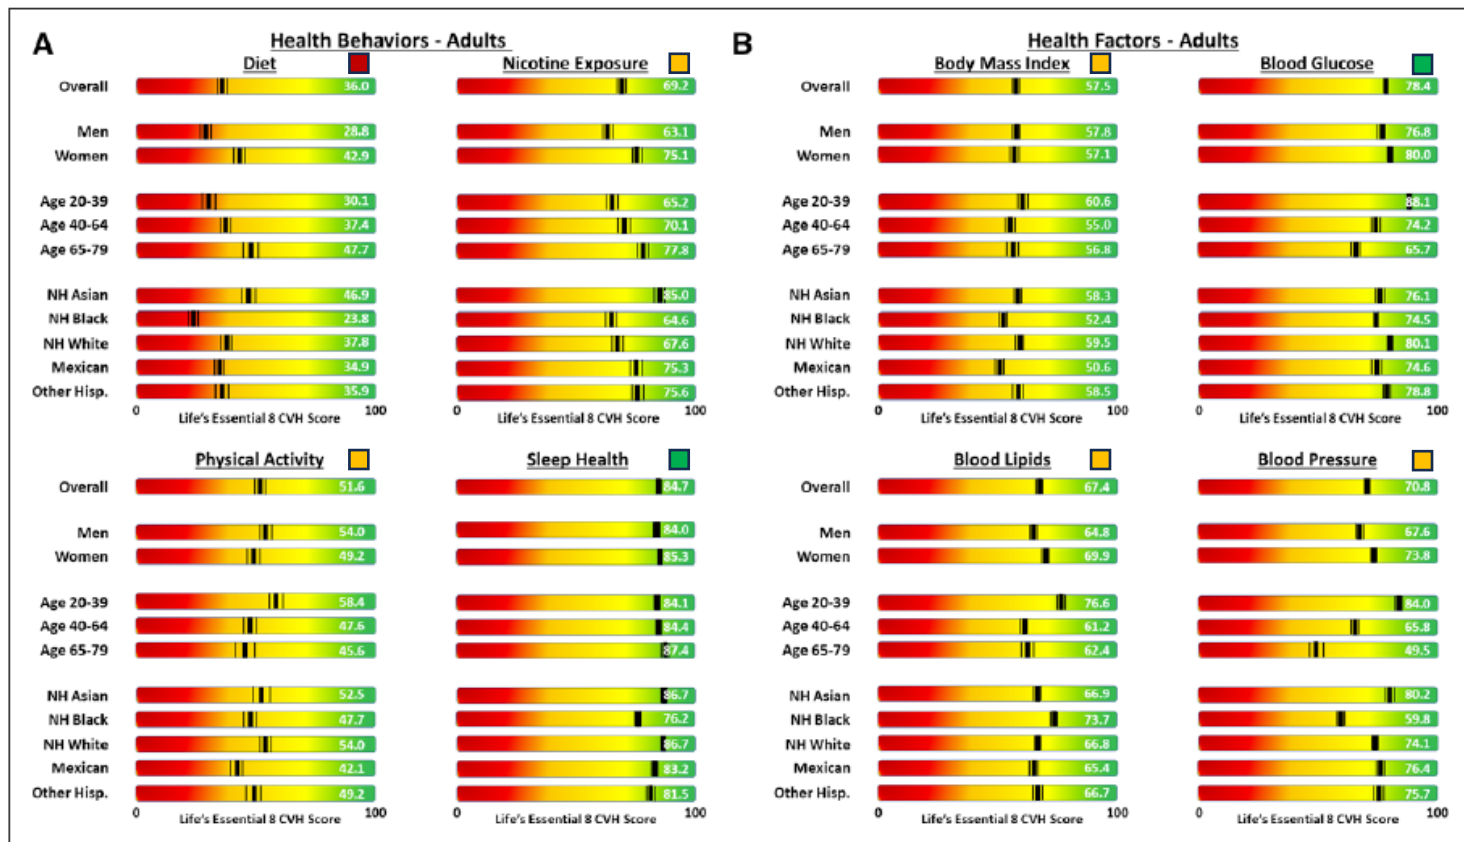 A
Health Behaviors - Adults
Diet
Overall 36.0
Men 28.8
Women 42.9
Age 20-39 30.1
Age 40-64 37.4
Age 65-79 47.7
NH Asian 46.9
NH Black 23.8
NH White 37.8
Mexican 34.9
Other Hisp. 35.9
0 Life's Essential 8 CVH Score 100
Nicotine Exposure
69.2
63.1
75.1
65.2
70.1
77.8
85.0
64.6
67.6
75.3
75.6
0 Life's Essential 8 CVH Score 100
Physical Activity
Overall 51.6
Men 54.0
Women 49.2
Age 20-39 58.4
Age 40-64 47.6
Age 65-79 45.6
NH Asian 52.5
NH Black 47.7
NH White 54.0
Mexican 42.1
Other Hisp. 49.2
0 Life's Essential 8 CVH Score 100
Sleep Health
84.7
84.0
85.3
84.1
84.4
87.4
86.7
76.2
86.7
83.2
81.5
0 Life's Essential 8 CVH Score 100
B
Health Factors - Adults
Body Mass Index
Overall 57.5
Men 57.8
Women 57.1
Age 20-39 60.6
Age 40-64 55.0
Age 65-79 56.8
NH Asian 58.3
NH Black 52.4
NH White 59.5
Mexican 50.6
Other Hisp. 58.5
0 Life's Essential 8 CVH Score 100
Blood Glucose
78.4
76.8
80.0
88.1
74.2
65.7
76.1
74.5
80.1
74.6
78.8
0 Life's Essential 8 CVH Score 100
Blood Lipids
Overall 67.4
Men 64.8
Women 69.9
Age 20-39 76.6
Age 40-64 61.2
Age 65-79 62.4
NH Asian 66.9
NH Black 73.7
NH White 66.8
Mexican 65.4
Other Hisp. 66.7
0 Life's Essential 8 CVH Score 100
Blood Pressure
70.8
67.6
73.8
84.0
65.8
49.5
80.2
59.8
74.1
76.4
75.7
0 Life's Essential 8 CVH Score 100